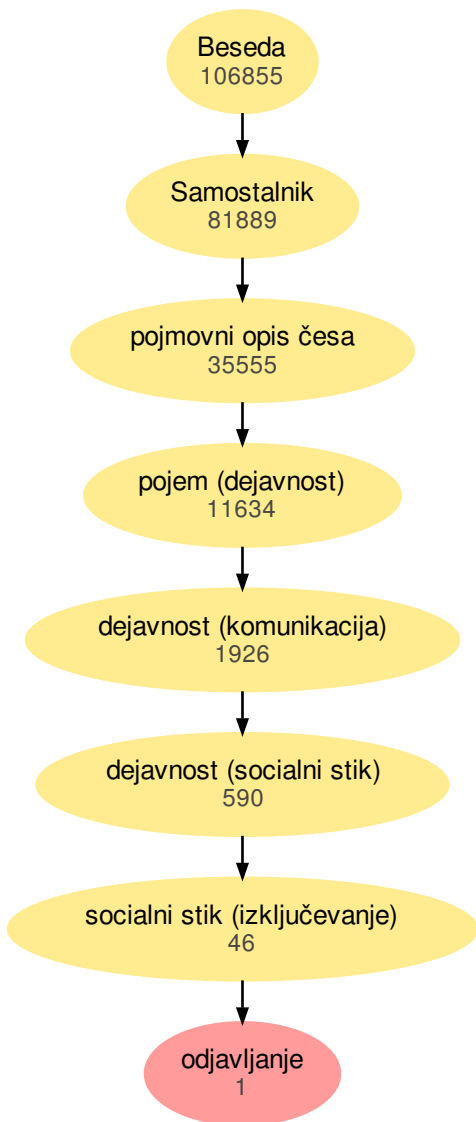 Beseda
106855
Samostalnik
81889
pojmovni opis česa
35555
pojem (dejavnost)
11634
dejavnost (komunikacija)
1926
dejavnost (socialni stik)
590
socialni stik (izključevanje)
46
odjavljanje
1